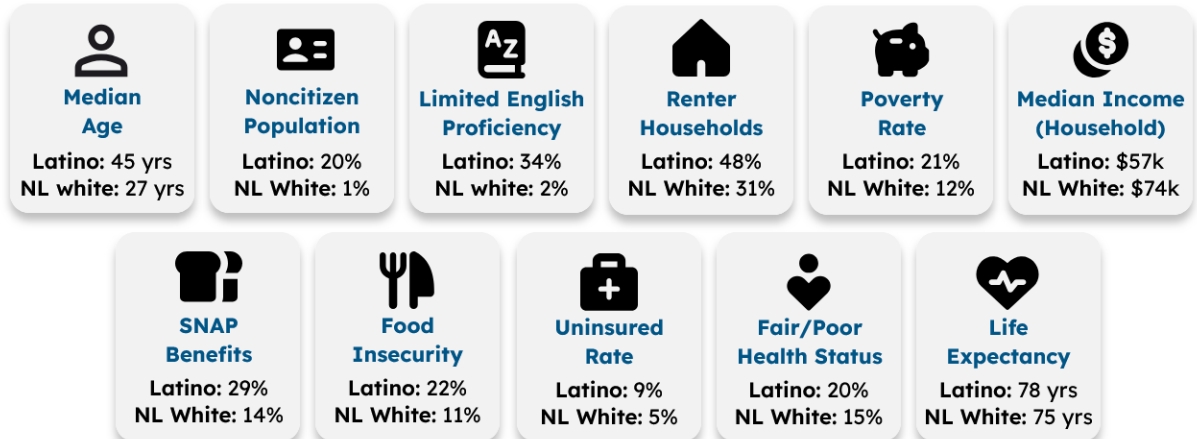 Median
Age
Latino: 45 yrs
NL white: 27 yrs
Noncitizen
Population
Latino: 20%
NL White: 1%
A Z
Limited English
Proficiency
Latino: 34%
NL white: 2%
Renter
Households
Latino: 48%
NL White: 31%
Poverty
Rate
Latino: 21%
NL White: 12%
$
Median Income
(Household)
Latino: $57k
NL White: $74k
SNAP
Benefits
Latino: 29%
NL White: 14%
Food
Insecurity
Latino: 22%
NL White: 11%
Uninsured
Rate
Latino: 9%
NL White: 5%
Fair/Poor
Health Status
Latino: 20%
NL White: 15%
Life
Expectancy
Latino: 78 yrs
NL White: 75 yrs